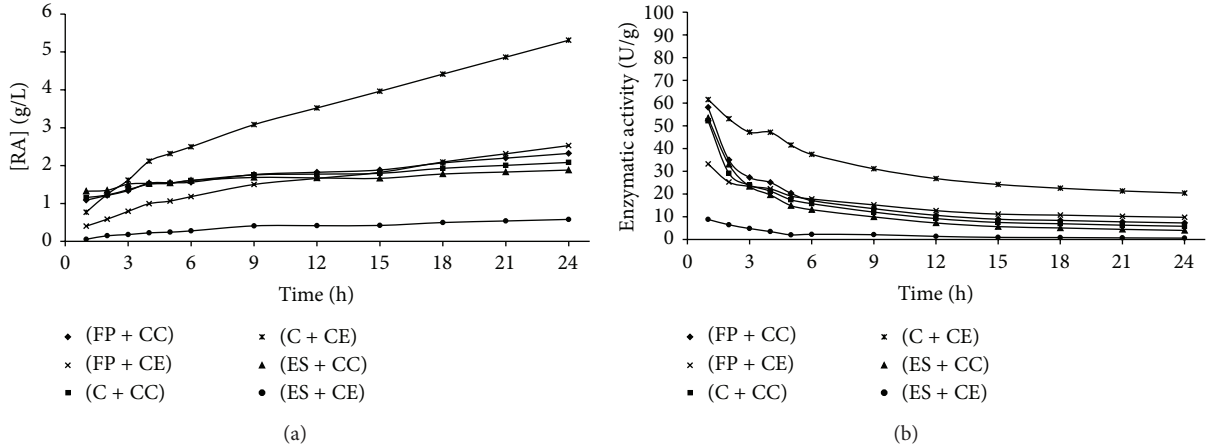 [RA] (g/L)
6
5
4
3
2
1
0
0 3 6 9 12 15 18 21 24
Time (h)
(FP + CC) (C + CE)
(FP + CE) (ES + CC)
(C + CC) (ES + CE)
(a)
Enzymatic activity (U/g)
100
90
80
70
60
50
40
30
20
10
0
0 3 6 9 12 15 18 21 24
Time (h)
(FP + CC) (C + CE)
(FP + CE) (ES + CC)
(C + CC) (ES + CE)
(b)